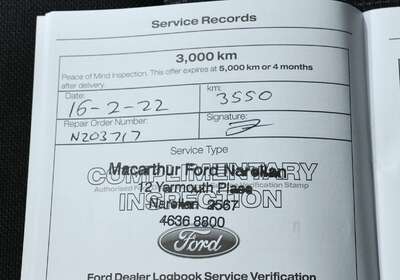 Service Records
3,000 km
Peace of Mind Inspection. This offer expires at 5,000 km or 4 months
after delivery.
Date: km:
16-2-22 3550
Repair Order Number: Signature:
N203717
Service Type
Macarthur Ford Narellan
COMPLIMENTARY
Authorised Verification Stamp
12 Yarmouth Place
INSPECTION
Narellan 2567
4636 8800
Ford
Ford Dealer Logbook Service Verification